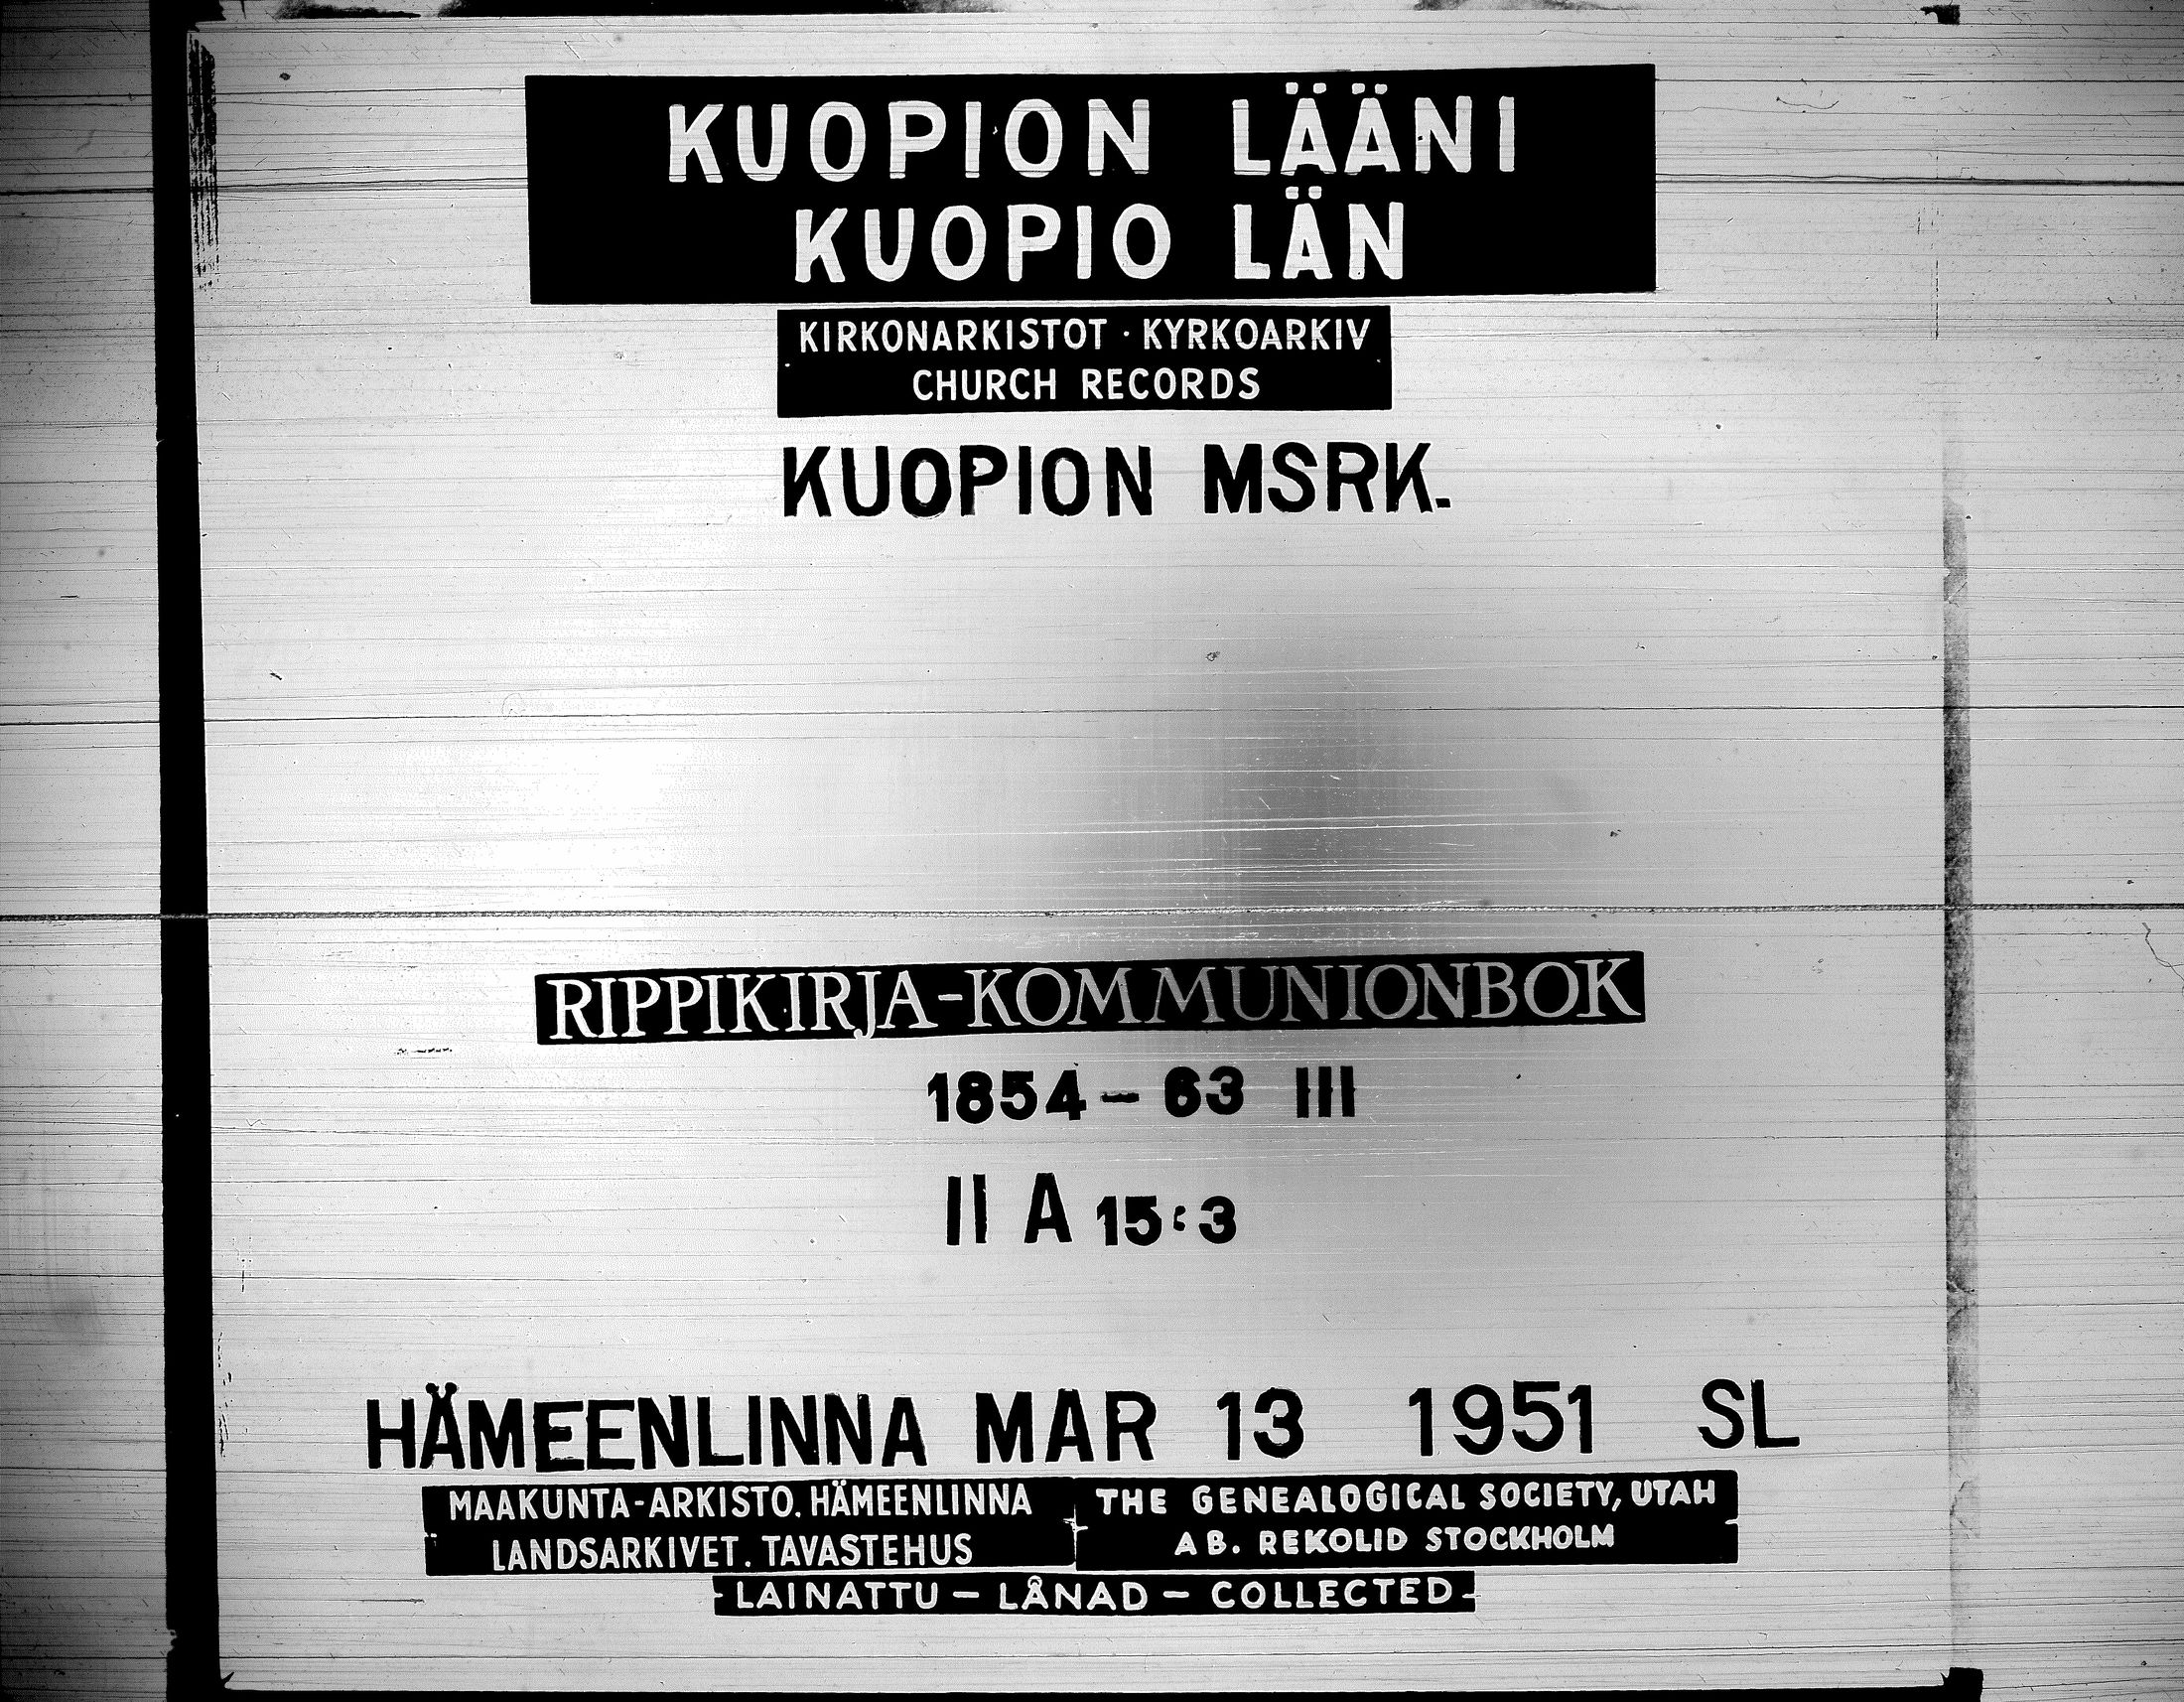 KUOPION LÄÄNI
KUOPIO LÄN
KIRKONARKISTOT · KYRKOARKIV
CHURCH RECORDS
KUOPION MSRK.
RIPPIKIRJA-KOMMUNIONBOK
1854 - 63 III
II A 15:3
HÄMEENLINNA MAR 13 1951 SL
MAAKUNTA-ARKISTO. HÄMEENLINNA
LANDSARKIVET. TAVASTEHUS
THE GENEALOGICAL SOCIETY, UTAH
AB. REKOLID STOCKHOLM
LAINATTU - LÅNAD - COLLECTED